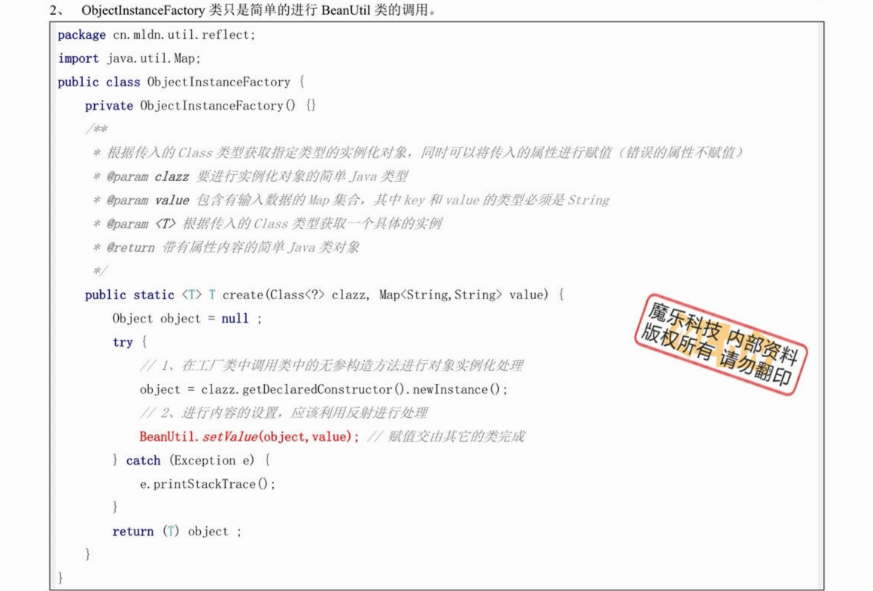 2、 ObjectInstanceFactory 类只是简单的进行 BeanUtil 类的调用。
package cn.mldn.util.reflect;
import java.util.Map;
public class ObjectInstanceFactory {
    private ObjectInstanceFactory() {}
    /**
     * 根据传入的 Class 类型获取指定类型的实例化对象，同时可以将传入的属性进行赋值（错误的属性不赋值）
     * @param clazz 要进行实例化对象的简单 Java 类型
     * @param value 包含有输入数据的 Map 集合，其中 key 和 value 的类型必须是 String
     * @param <T> 根据传入的 Class 类型获取一个具体的实例
     * @return 带有属性内容的简单 Java 类对象
     */
    public static <T> T create(Class<?> clazz, Map<String,String> value) {
        Object object = null ;
        try {
            // 1、在工厂类中调用类中的无参构造方法进行对象实例化处理
            object = clazz.getDeclaredConstructor().newInstance();
            // 2、进行内容的设置，应该利用反射进行处理
            BeanUtil.setValue(object,value); // 赋值交由其它的类完成
        } catch (Exception e) {
            e.printStackTrace();
        }
        return (T) object ;
    }
}
魔乐科技 内部资料
版权所有 请勿翻印